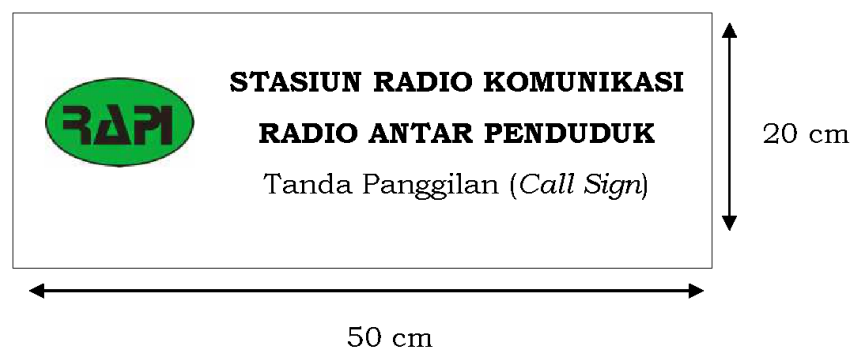 RAPI
STASIUN RADIO KOMUNIKASI
RADIO ANTAR PENDUDUK
Tanda Panggilan (Call Sign)
20 cm
50 cm